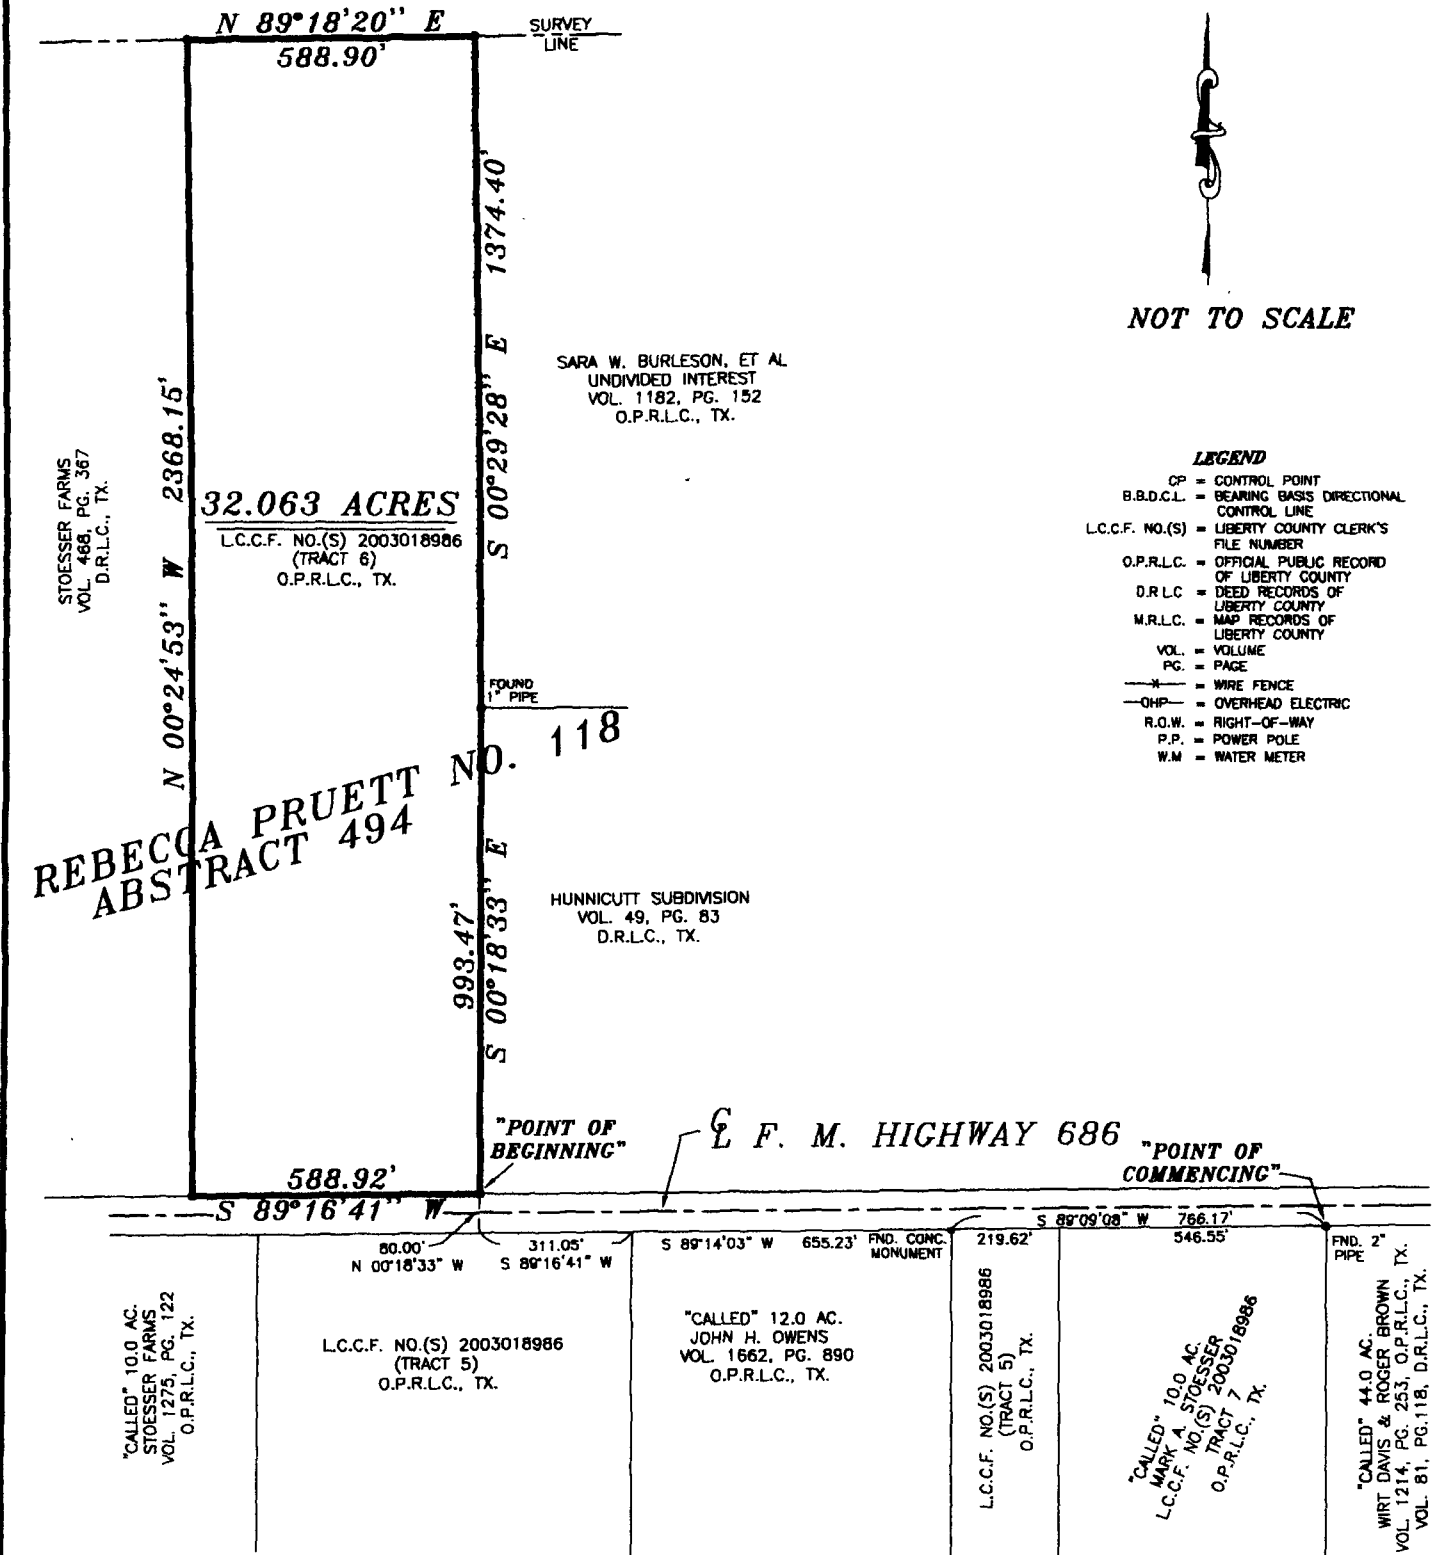 N 89°18'20" E
588.90'
SURVEY
LINE
NOT TO SCALE
S 00°29'28" E 1374.40'
SARA W. BURLESON, ET AL
UNDIVIDED INTEREST
VOL. 1182, PG. 152
O.P.R.L.C., TX.
N 00°24'53" W 2368.15'
STOESSER FARMS
VOL. 468, PG. 367
D.R.L.C., TX.
32.063 ACRES
L.C.C.F. NO.(S) 2003018986
(TRACT 6)
O.P.R.L.C., TX.
LEGEND
CP = CONTROL POINT
B.B.D.C.L. = BEARING BASIS DIRECTIONAL
CONTROL LINE
L.C.C.F. NO.(S) = LIBERTY COUNTY CLERK'S
FILE NUMBER
O.P.R.L.C. = OFFICIAL PUBLIC RECORD
OF LIBERTY COUNTY
D.R L C = DEED RECORDS OF
LIBERTY COUNTY
M.R.L.C. = MAP RECORDS OF
LIBERTY COUNTY
VOL. = VOLUME
PG. = PAGE
—X— = WIRE FENCE
—OHP— = OVERHEAD ELECTRIC
R.O.W. = RIGHT-OF-WAY
P.P. = POWER POLE
W.M = WATER METER
FOUND
1" PIPE
REBECCA PRUETT NO. 118
ABSTRACT 494
993.47'
S 00°18'33" E
HUNNICUTT SUBDIVISION
VOL. 49, PG. 83
D.R.L.C., TX.
"POINT OF
BEGINNING"
℄ F. M. HIGHWAY 686
"POINT OF
COMMENCING"
588.92'
S 89°16'41" W
80.00'
N 00°18'33" W
311.05'
S 89°16'41" W
S 89°14'03" W 655.23'
FND. CONC.
MONUMENT
S 89°09'08" W 766.17'
219.62'
546.55'
FND. 2"
PIPE
"CALLED" 10.0 AC.
STOESSER FARMS
VOL. 1275, PG. 122
O.P.R.L.C., TX.
L.C.C.F. NO.(S) 2003018986
(TRACT 5)
O.P.R.L.C., TX.
"CALLED" 12.0 AC.
JOHN H. OWENS
VOL. 1662, PG. 890
O.P.R.L.C., TX.
L.C.C.F. NO.(S) 2003018986
(TRACT 5)
O.P.R.L.C., TX.
"CALLED" 10.0 AC.
MARK A. STOESSER
L.C.C.F. NO.(S) 2003018986
TRACT 7
O.P.R.L.C., TX.
"CALLED" 44.0 AC.
WIRT DAVIS & ROGER BROWN
VOL. 1214, PG. 253, O.P.R.L.C., TX.
VOL. 81, PG.118, D.R.L.C., TX.